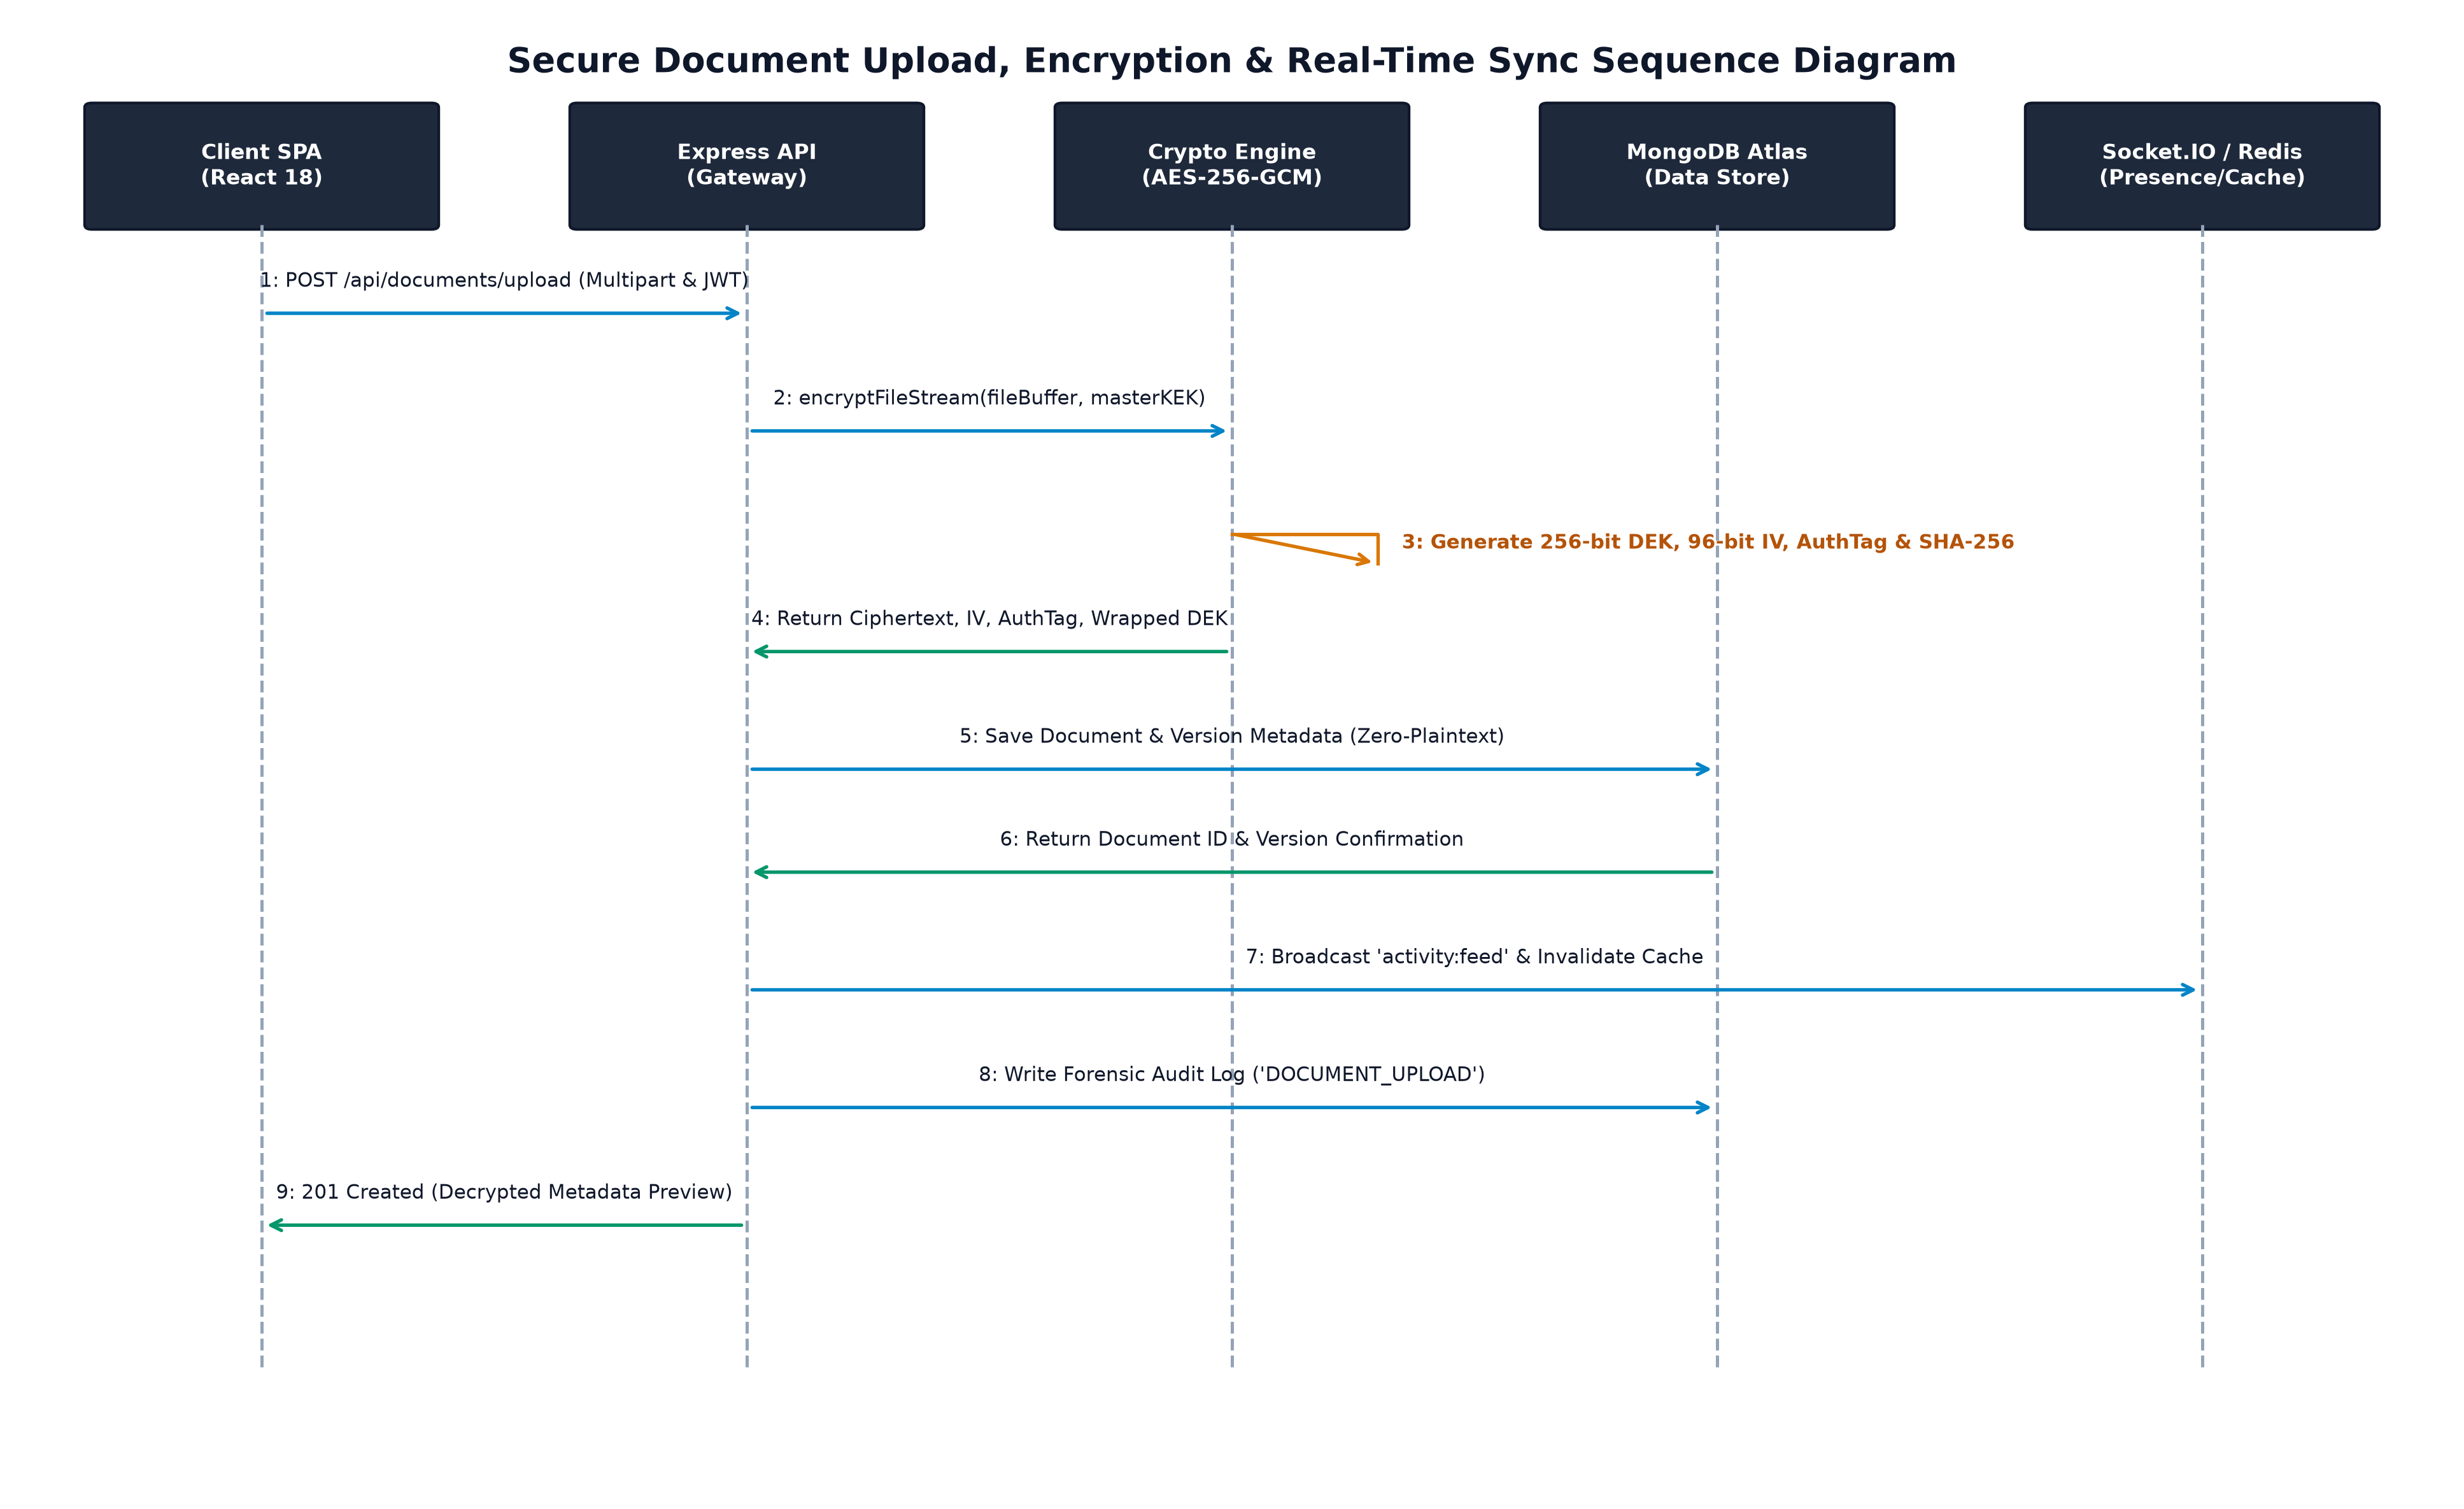 Secure Document Upload, Encryption & Real-Time Sync Sequence Diagram
Client SPA
(React 18)
Express API
(Gateway)
Crypto Engine
(AES-256-GCM)
MongoDB Atlas
(Data Store)
Socket.IO / Redis
(Presence/Cache)
1: POST /api/documents/upload (Multipart & JWT)
2: encryptFileStream(fileBuffer, masterKEK)
3: Generate 256-bit DEK, 96-bit IV, AuthTag & SHA-256
4: Return Ciphertext, IV, AuthTag, Wrapped DEK
5: Save Document & Version Metadata (Zero-Plaintext)
6: Return Document ID & Version Confirmation
7: Broadcast 'activity:feed' & Invalidate Cache
8: Write Forensic Audit Log ('DOCUMENT_UPLOAD')
9: 201 Created (Decrypted Metadata Preview)